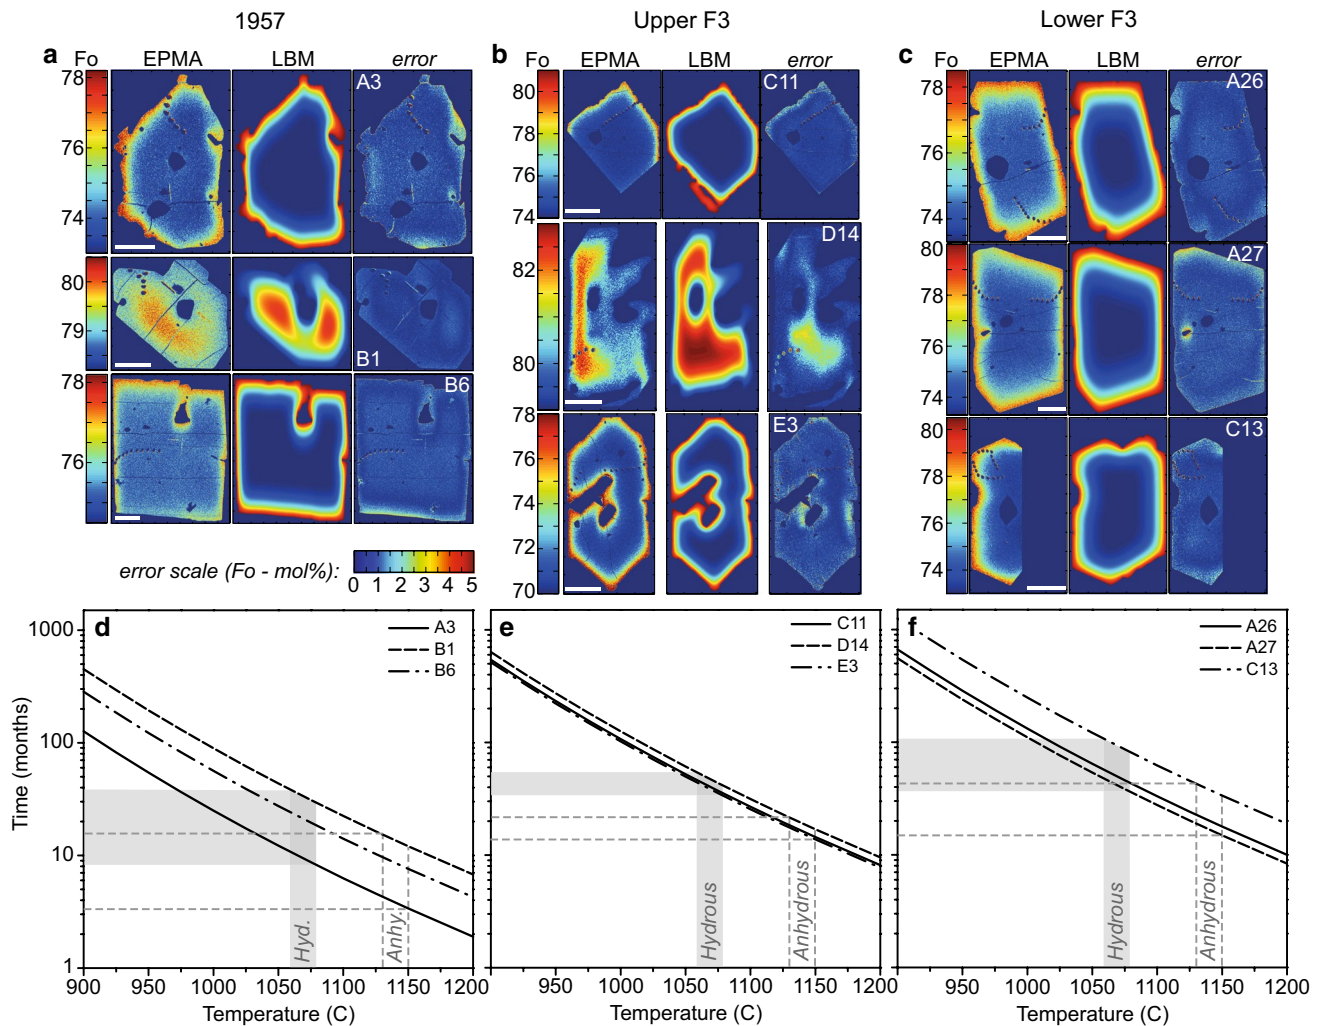 1957
Upper F3
Lower F3
a Fo EPMA LBM error
b Fo EPMA LBM error
c Fo EPMA LBM error
78
76
74
A3
80
79
B1
78
76
B6
80
78
76
74
C11
82
80
D14
78
76
74
72
70
E3
78
76
74
A26
80
78
76
74
A27
80
78
76
74
C13
error scale (Fo - mol%):
0 1 2 3 4 5
d
A3
B1
B6
Time (months)
1000
100
10
1
Hyd.
Anhy.
900 950 1000 1050 1100 1150 1200
Temperature (C)
e
C11
D14
E3
Hydrous
Anhydrous
950 1000 1050 1100 1150 1200
Temperature (C)
f
A26
A27
C13
Hydrous
Anhydrous
950 1000 1050 1100 1150 1200
Temperature (C)